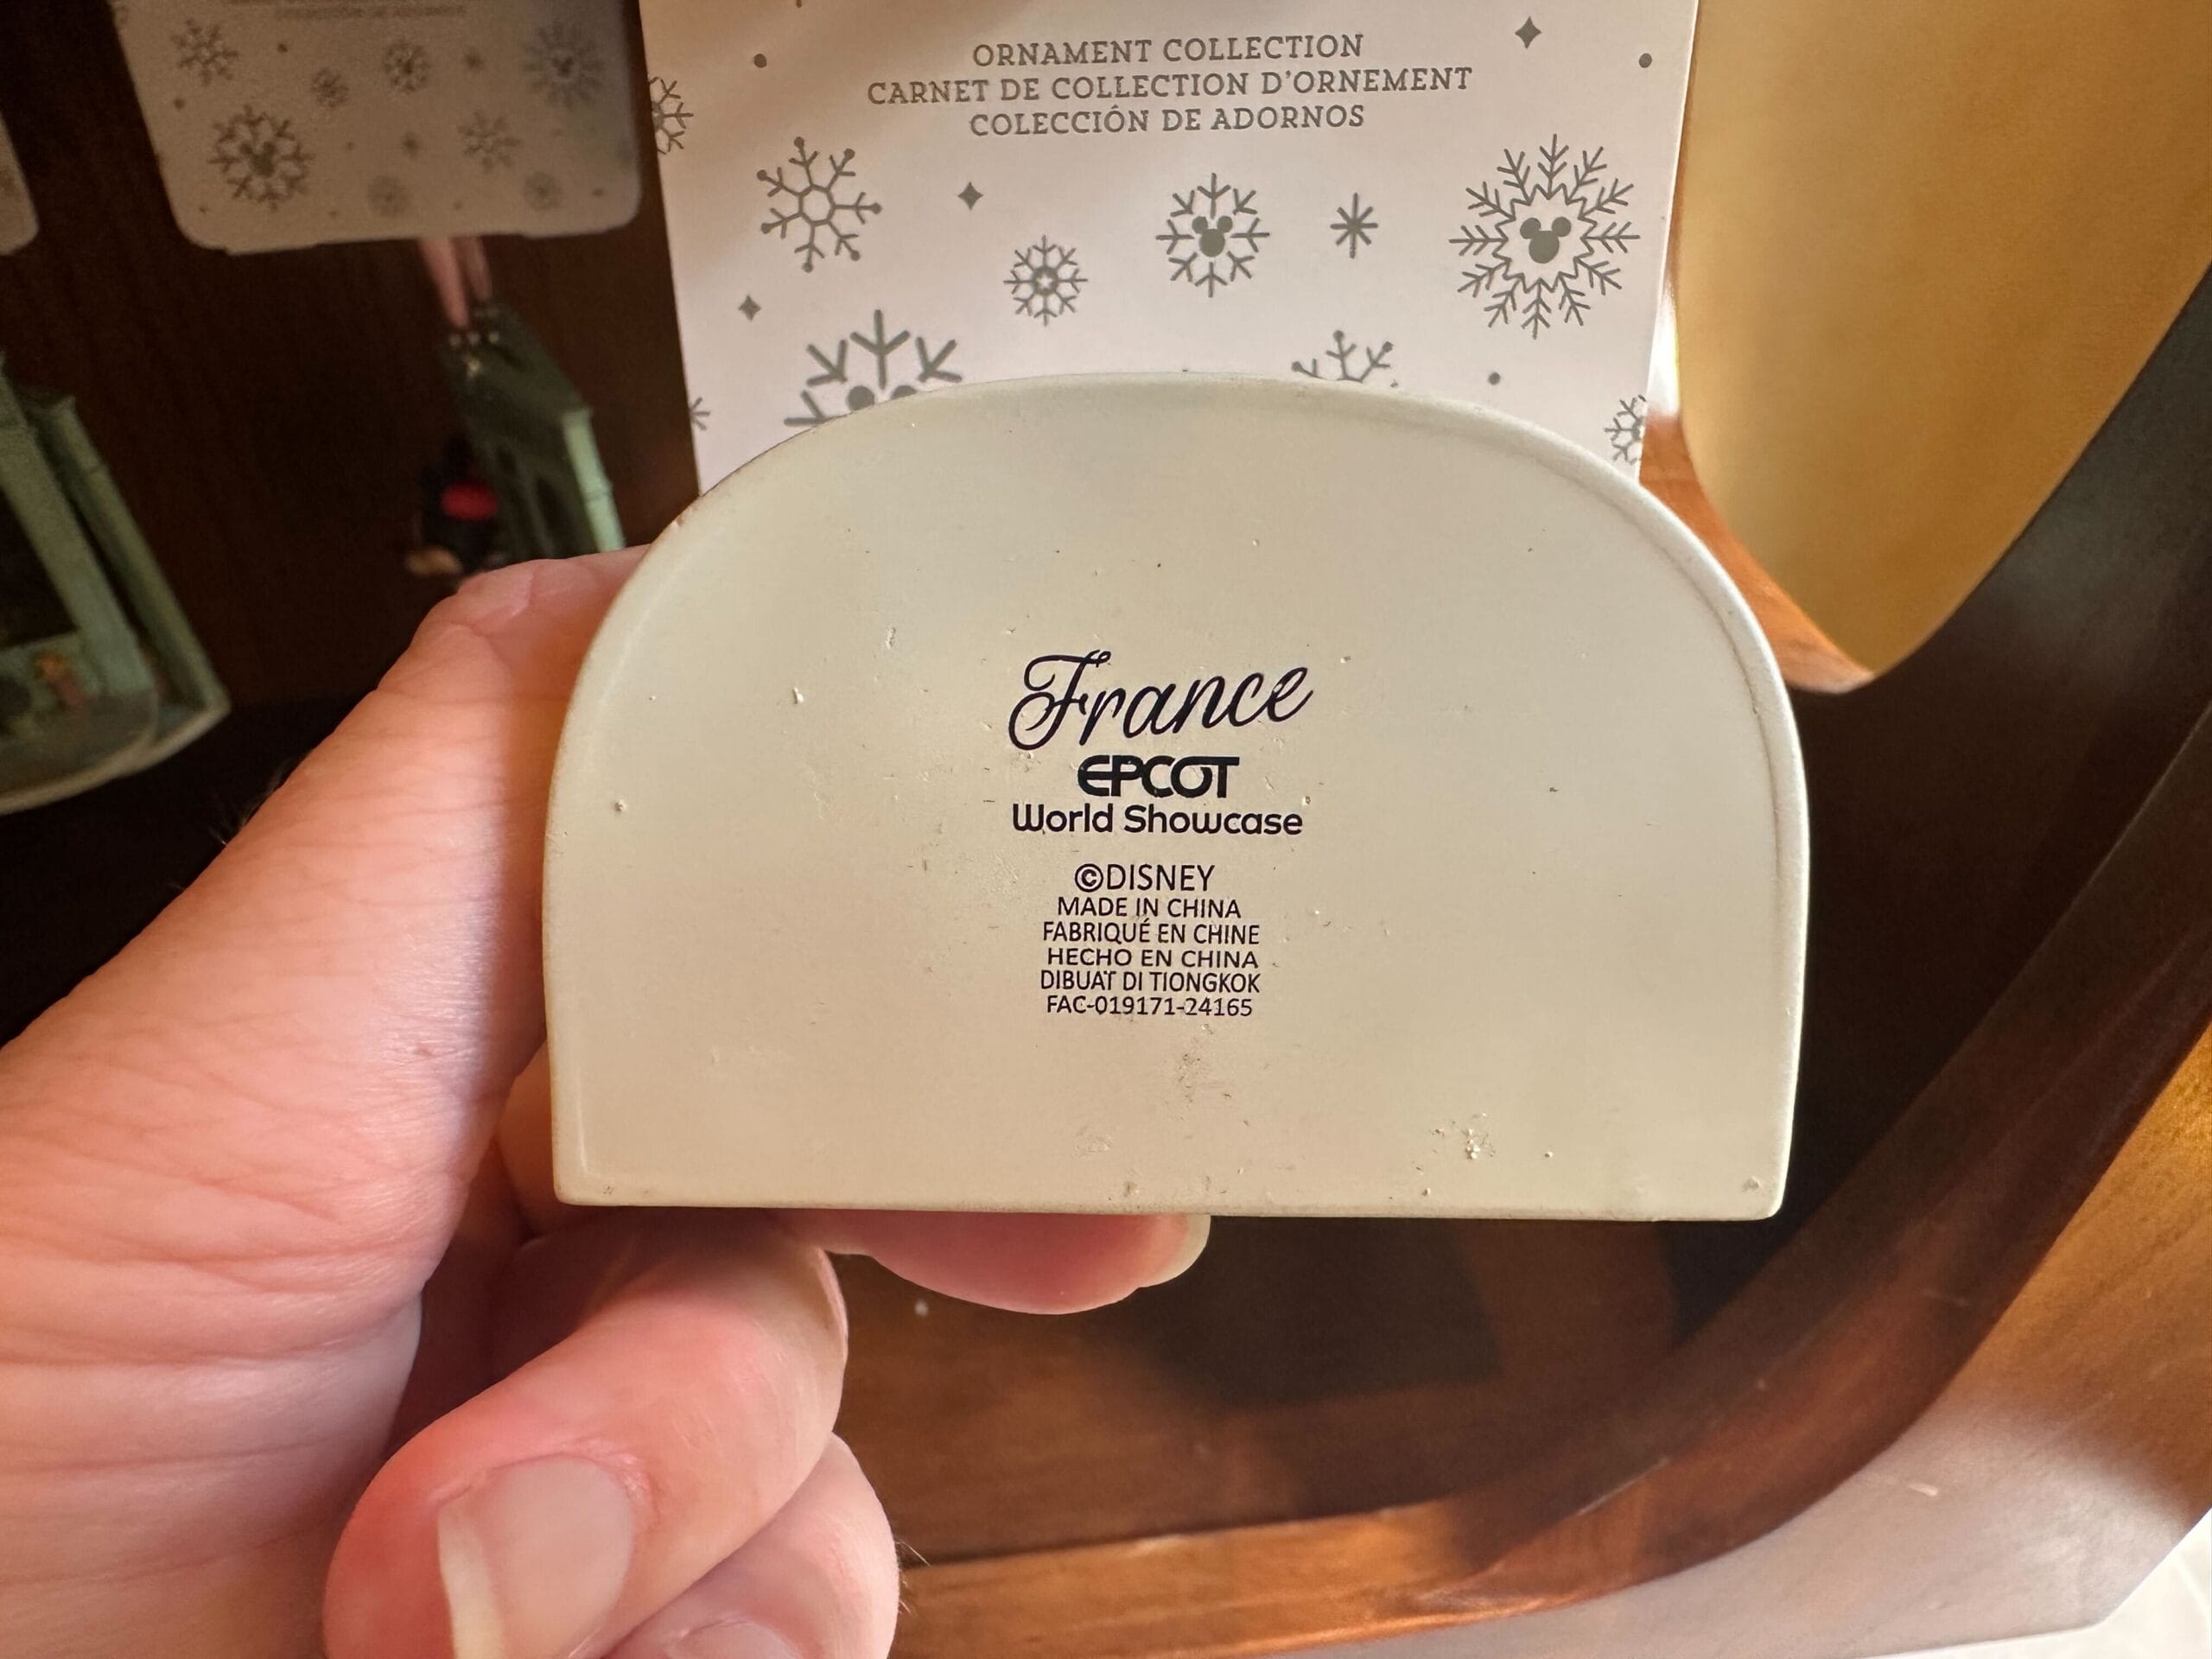 ORNAMENT COLLECTION
CARNET DE COLLECTION D'ORNEMENT
COLECCIÓN DE ADORNOS
France
EPCOT
World Showcase
©DISNEY
MADE IN CHINA
FABRIQUÉ EN CHINE
HECHO EN CHINA
DIBUAT DI TIONGKOK
FAC-019171-24165